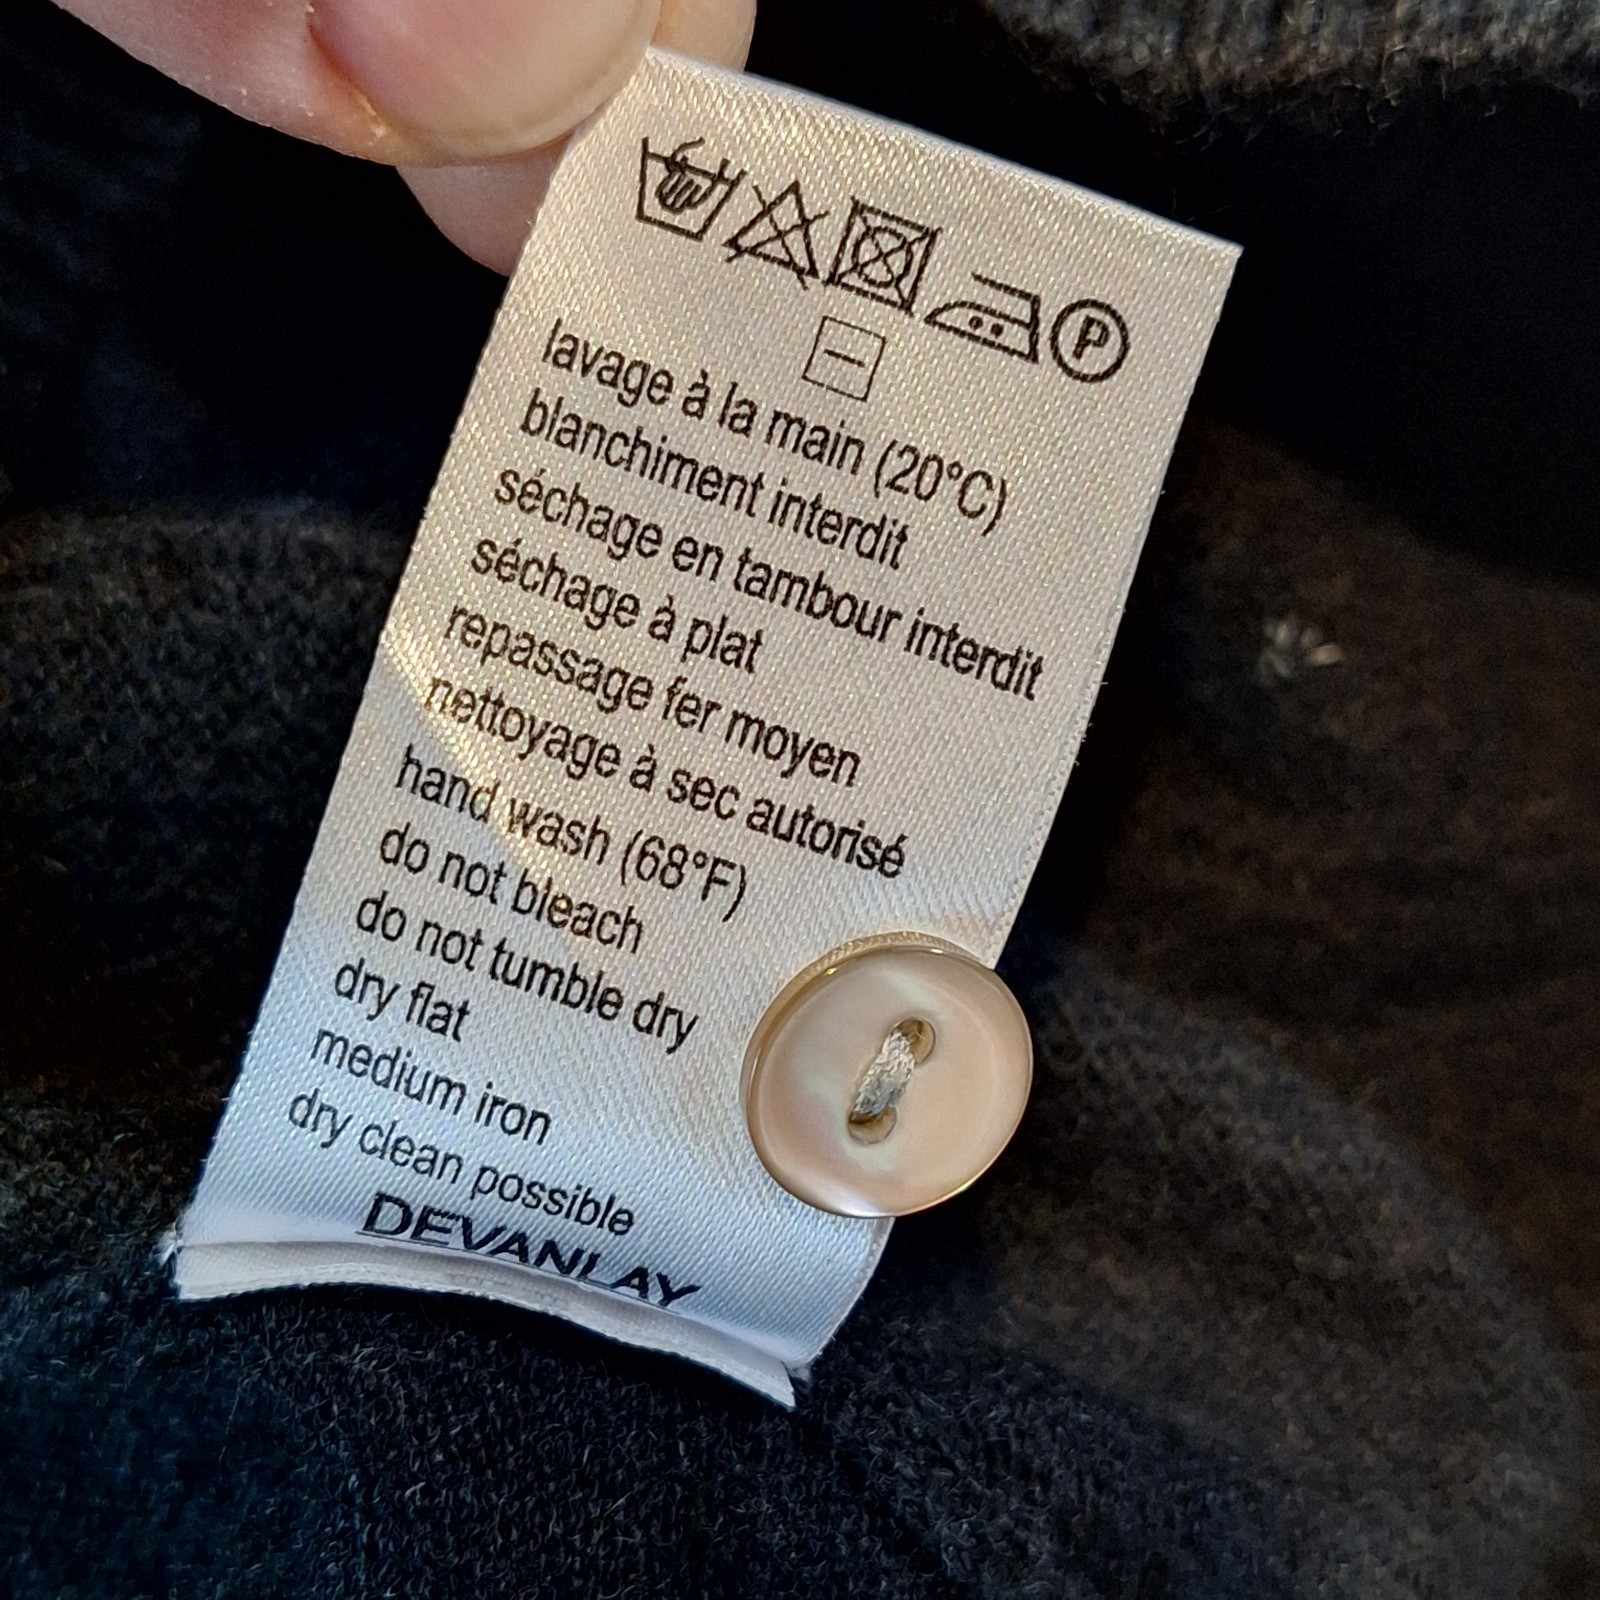 P
lavage à la main (20°C)
blanchiment interdit
séchage en tambour interdit
séchage à plat
repassage fer moyen
nettoyage à sec autorisé
hand wash (68°F)
do not bleach
do not tumble dry
dry flat
medium iron
dry clean possible
DEVANLAY